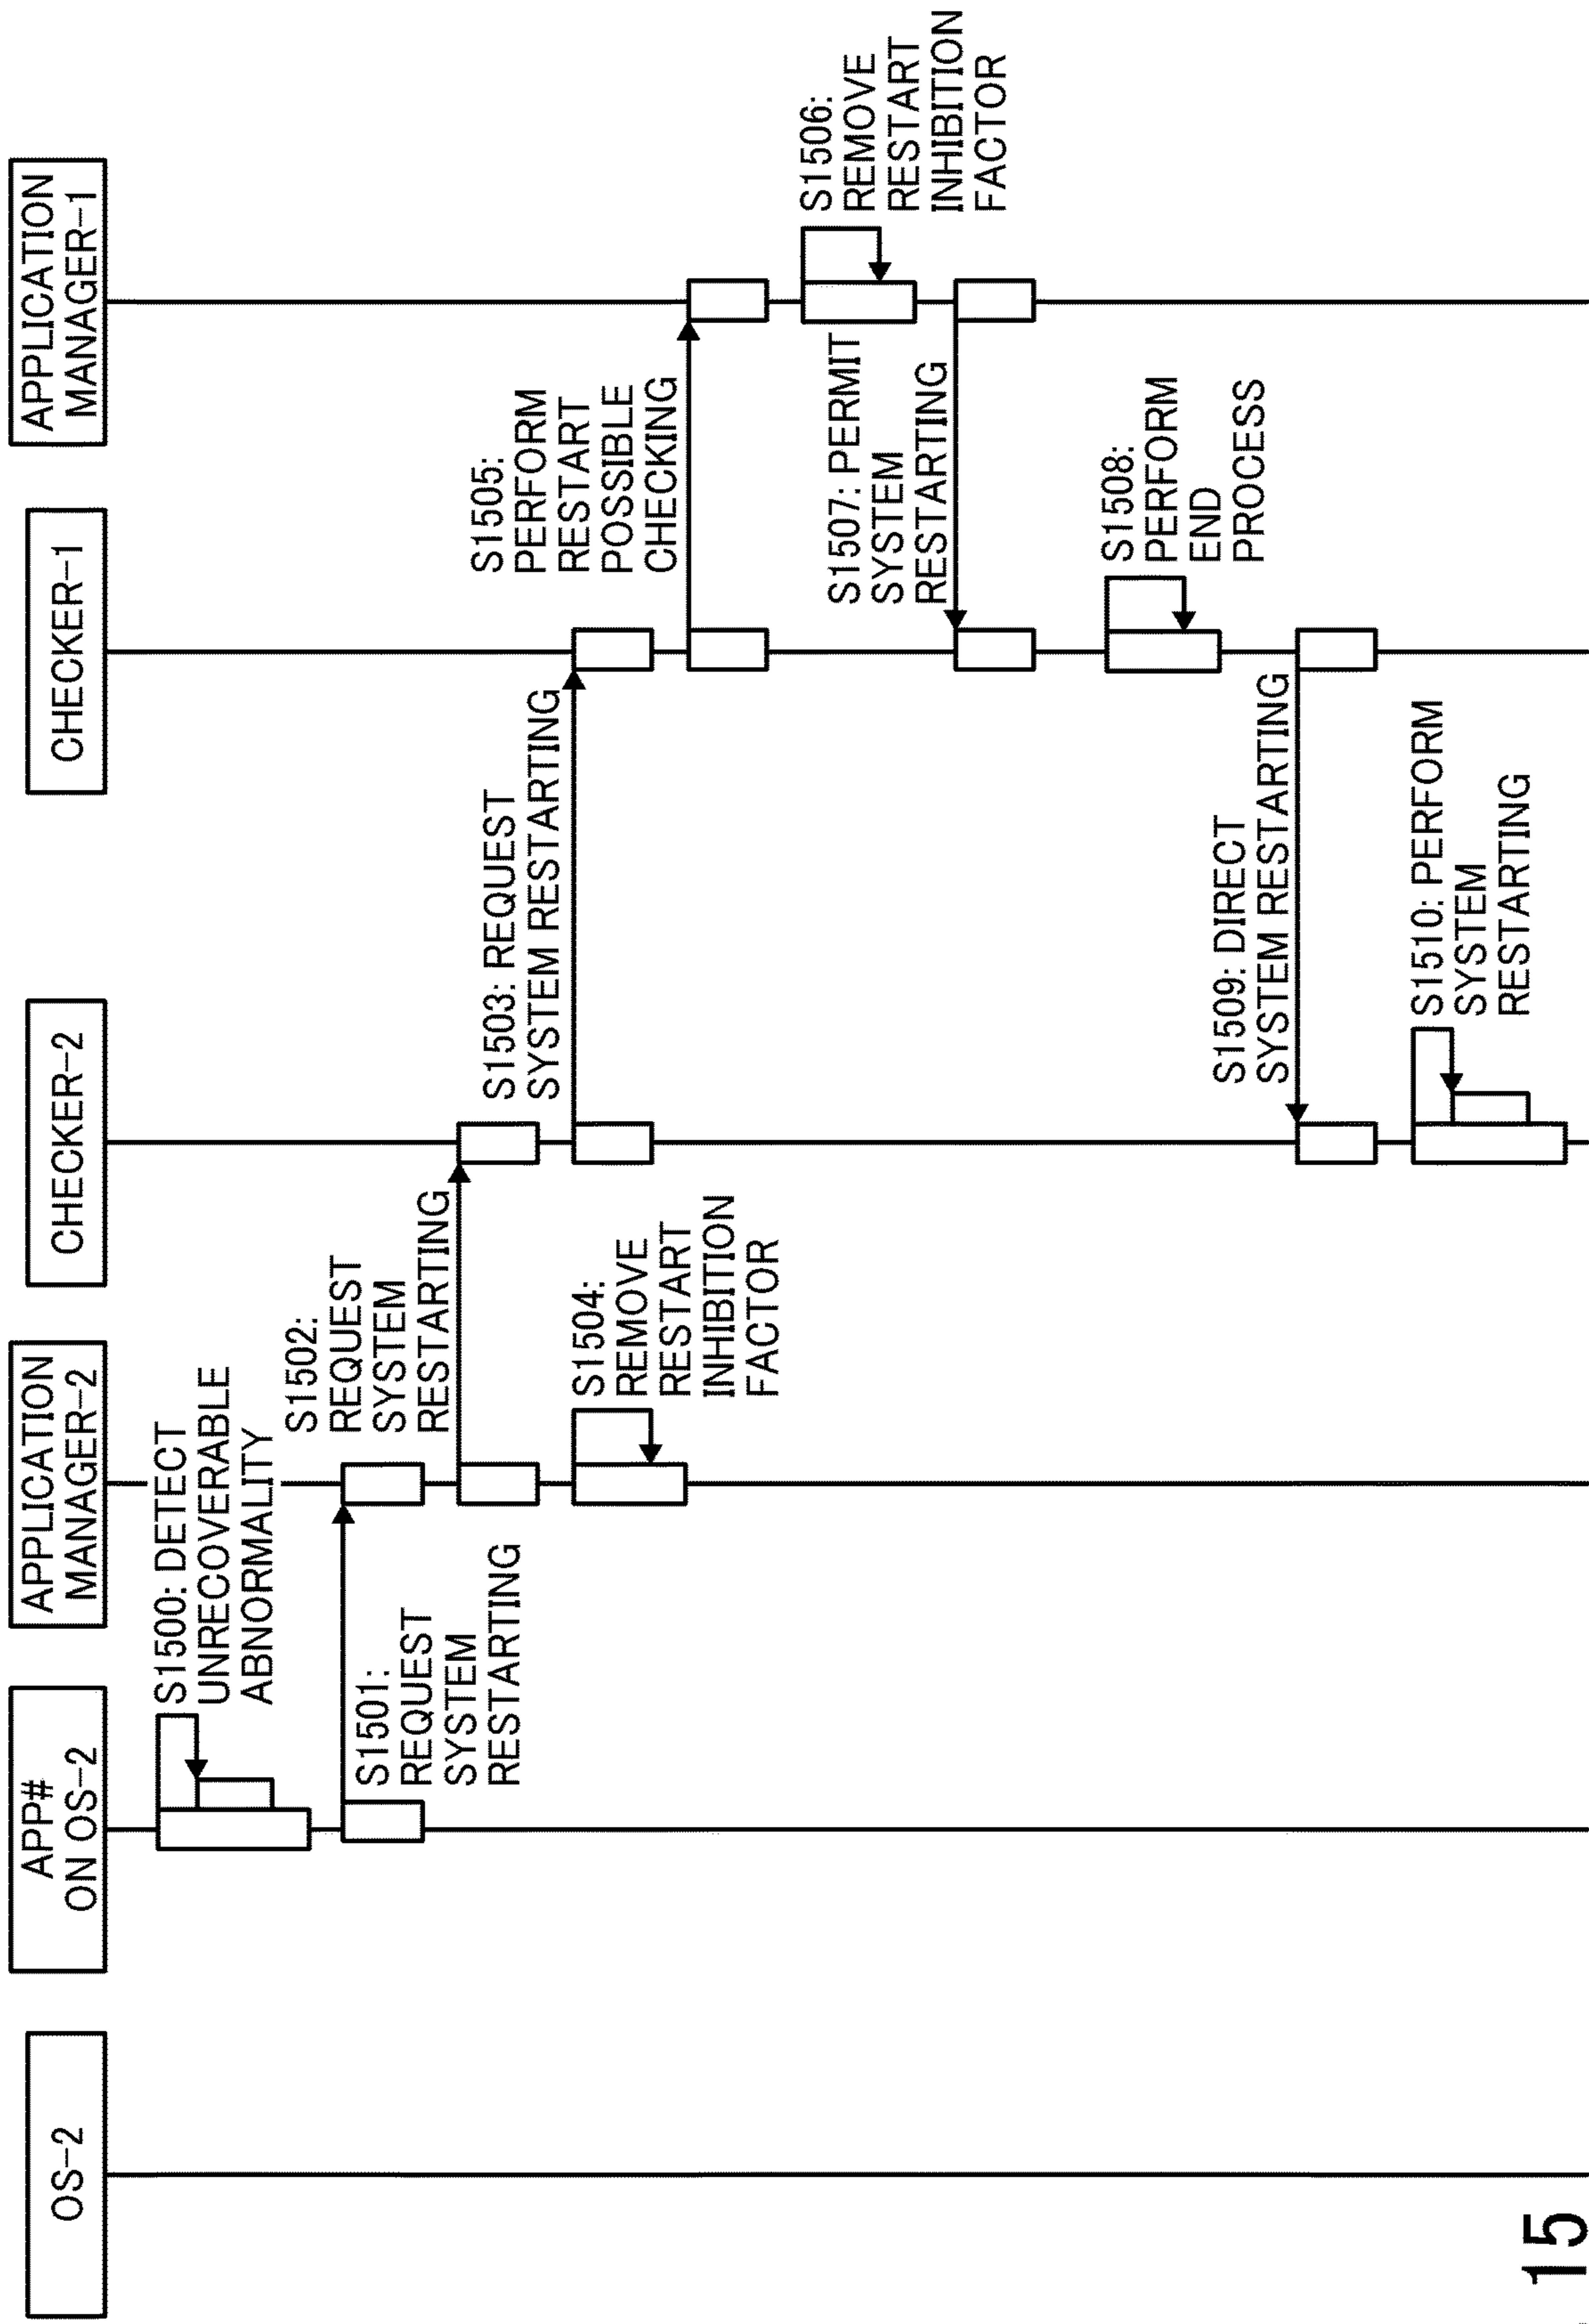 OS-2
APP#
ON OS-2
APPLICATION
MANAGER-2
CHECKER-2
CHECKER-1
APPLICATION
MANAGER-1
S1500: DETECT
UNRECOVERABLE
ABNORMALITY
S1501:
REQUEST
SYSTEM
RESTARTING
S1502:
REQUEST
SYSTEM
RESTARTING
S1503: REQUEST
SYSTEM RESTARTING
S1504:
REMOVE
RESTART
INHIBITION
FACTOR
S1505:
PERFORM
RESTART
POSSIBLE
CHECKING
S1506:
REMOVE
RESTART
INHIBITION
FACTOR
S1507: PERMIT
SYSTEM
RESTARTING
S1508:
PERFORM
END
PROCESS
S1509: DIRECT
SYSTEM RESTARTING
S1510: PERFORM
SYSTEM
RESTARTING
15